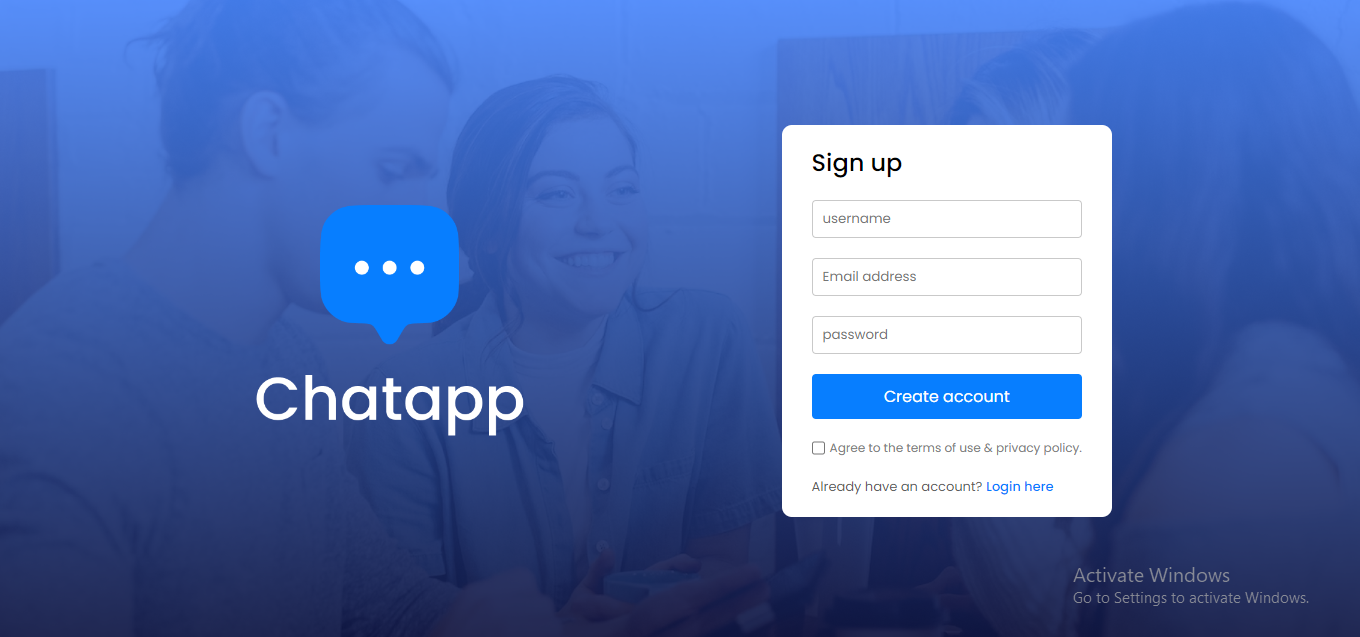 Chatapp
Sign up
username
Email address
password
Create account
Agree to the terms of use & privacy policy.
Already have an account? Login here
Activate Windows
Go to Settings to activate Windows.